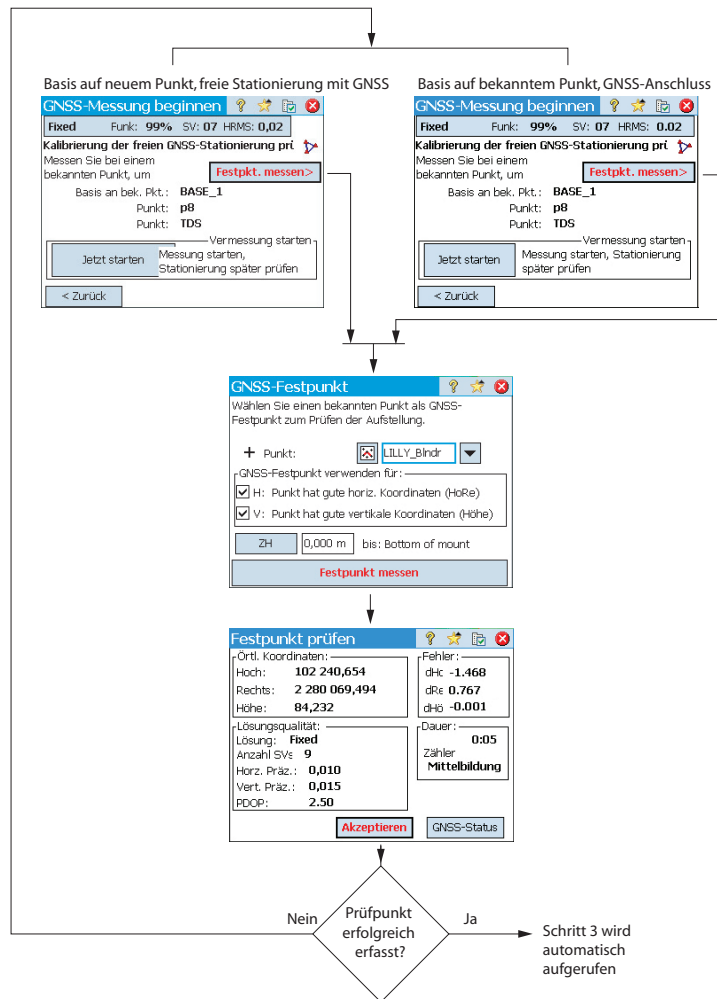 Basis auf neuem Punkt, freie Stationierung mit GNSS
GNSS-Messung beginnen
Fixed Funk: 99% SV: 07 HRMS: 0,02
Kalibrierung der freien GNSS-Stationierung prü
Messen Sie bei einem
bekannten Punkt, um
Festpkt. messen>
Basis an bek. Pkt.: BASE_1
Punkt: p8
Punkt: TDS
Vermessung starten
Jetzt starten
Messung starten,
Stationierung später prüfen
< Zurück
Basis auf bekanntem Punkt, GNSS-Anschluss
GNSS-Messung beginnen
Fixed Funk: 99% SV: 07 HRMS: 0.02
Kalibrierung der freien GNSS-Stationierung prü
Messen Sie bei einem
bekannten Punkt, um
Festpkt. messen>
Basis an bek. Pkt.: BASE_1
Punkt: p8
Punkt: TDS
Vermessung starten
Jetzt starten
Messung starten, Stationierung
später prüfen
< Zurück
GNSS-Festpunkt
Wählen Sie einen bekannten Punkt als GNSS-
Festpunkt zum Prüfen der Aufstellung.
+ Punkt: LILLY_Blndr
GNSS-Festpunkt verwenden für:
H: Punkt hat gute horiz. Koordinaten (HoRe)
V: Punkt hat gute vertikale Koordinaten (Höhe)
ZH 0,000 m bis: Bottom of mount
Festpunkt messen
Festpunkt prüfen
Örtl. Koordinaten:
Hoch: 102 240,654
Rechts: 2 280 069,494
Höhe: 84,232
Fehler:
dHo -1.468
dRe 0.767
dHö -0.001
Lösungsqualität:
Lösung: Fixed
Anzahl SVs 9
Horz. Präz.: 0,010
Vert. Präz.: 0,015
PDOP: 2.50
Dauer:
0:05
Zähler
Mittelbildung
Akzeptieren
GNSS-Status
Nein
Prüfpunkt
erfolgreich
erfasst?
Ja
Schritt 3 wird
automatisch
aufgerufen